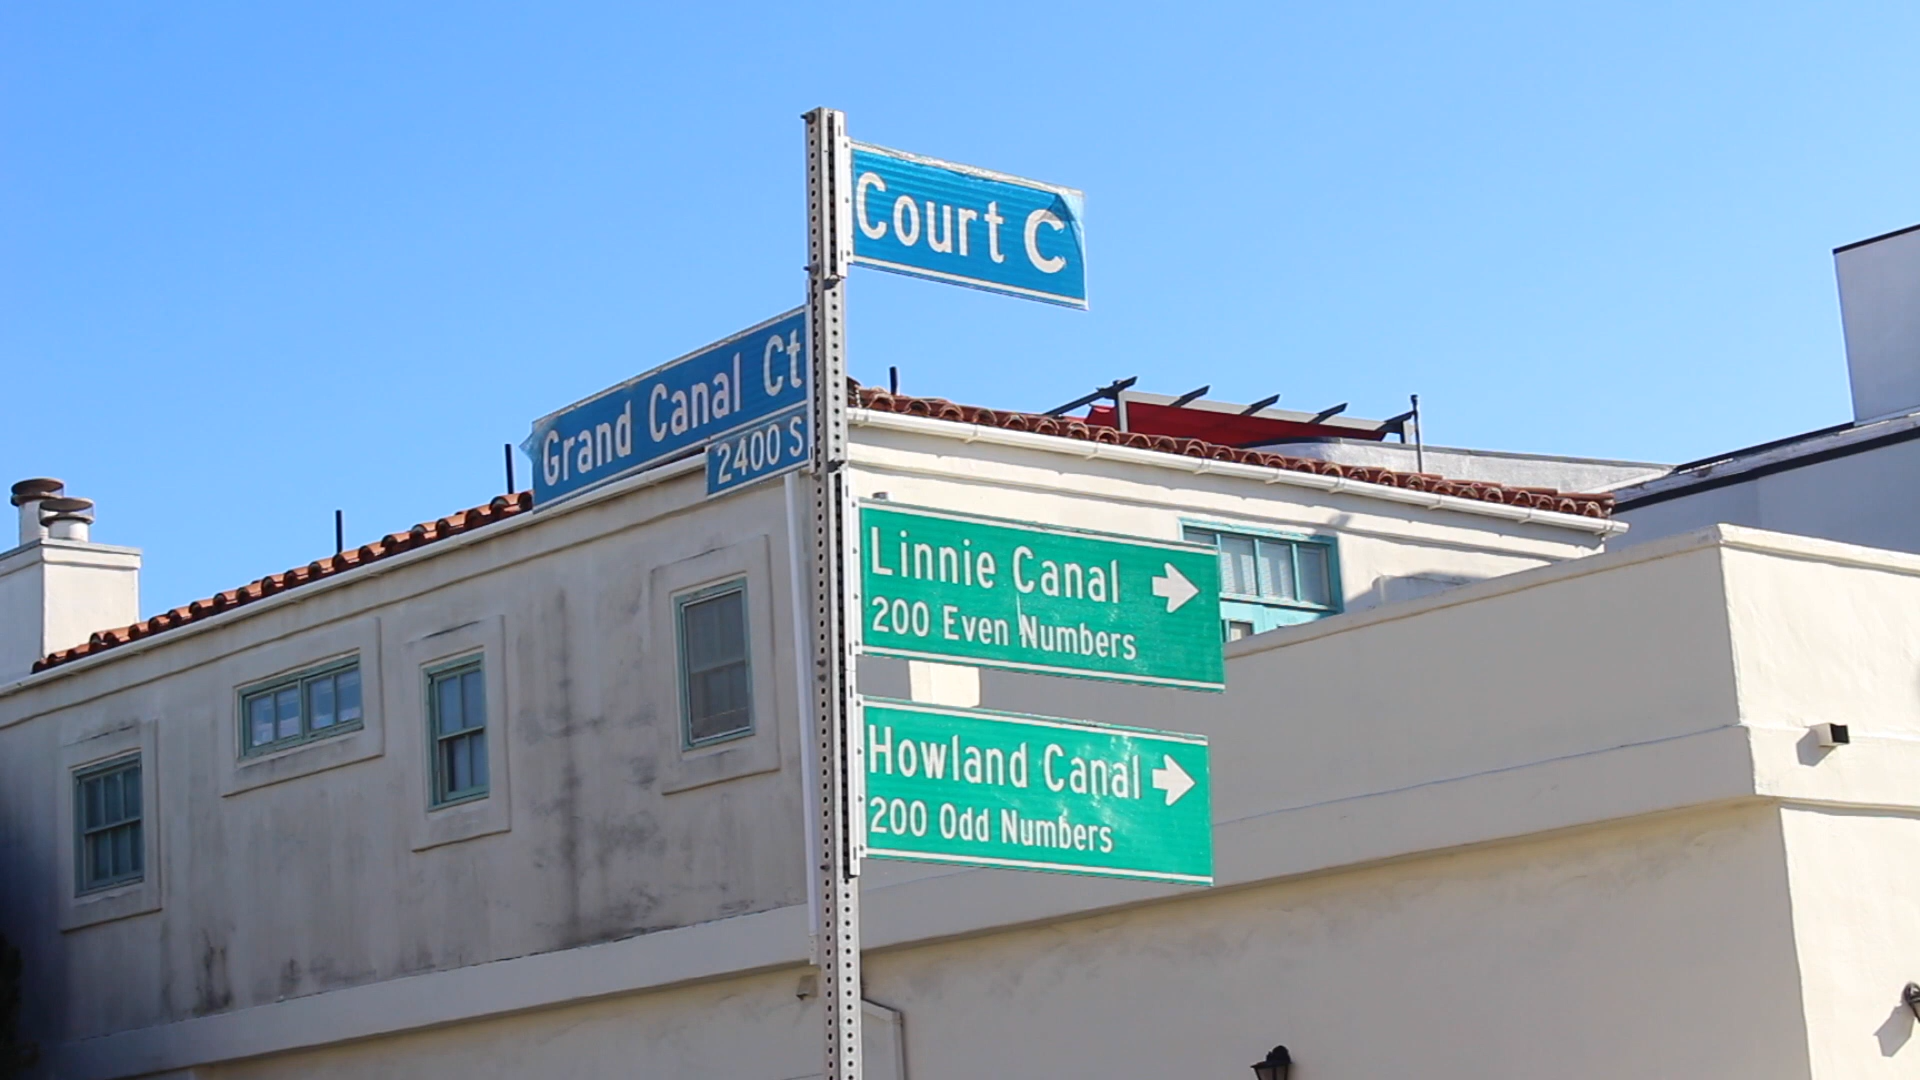 Court C
Grand Canal Ct
2400 S
Linnie Canal
200 Even Numbers
Howland Canal
200 Odd Numbers